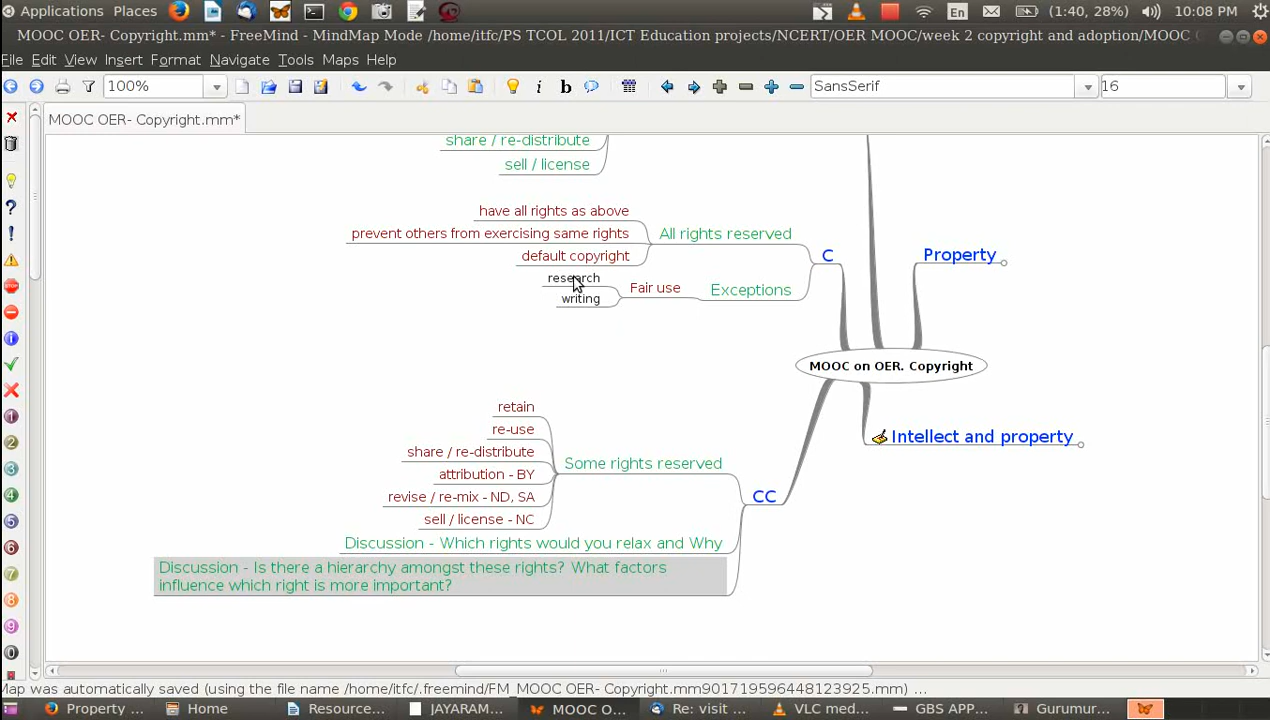 Applications Places En (1:40, 28%) 10:08 PM
MOOC OER- Copyright.mm* - FreeMind - MindMap Mode /home/itfc/PS TCOL 2011/ICT Education projects/NCERT/OER MOOC/week 2 copyright and adoption/MOOC
File Edit View Insert Format Navigate Tools Maps Help
100% i b SansSerif 16
MOOC OER- Copyright.mm*
share / re-distribute
sell / license
have all rights as above
prevent others from exercising same rights
default copyright
All rights reserved
C
research
writing
Fair use
Exceptions
Property
MOOC on OER. Copyright
Intellect and property
retain
re-use
share / re-distribute
attribution - BY
revise / re-mix - ND, SA
sell / license - NC
Some rights reserved
CC
Discussion - Which rights would you relax and Why
Discussion - Is there a hierarchy amongst these rights? What factors
influence which right is more important?
Map was automatically saved (using the file name /home/itfc/.freemind/FM_MOOC OER- Copyright.mm901719596448123925.mm) ...
Property ... Home Resource... JAYARAM... MOOC O... Re: visit ... VLC med... GBS APP... Gurumur...